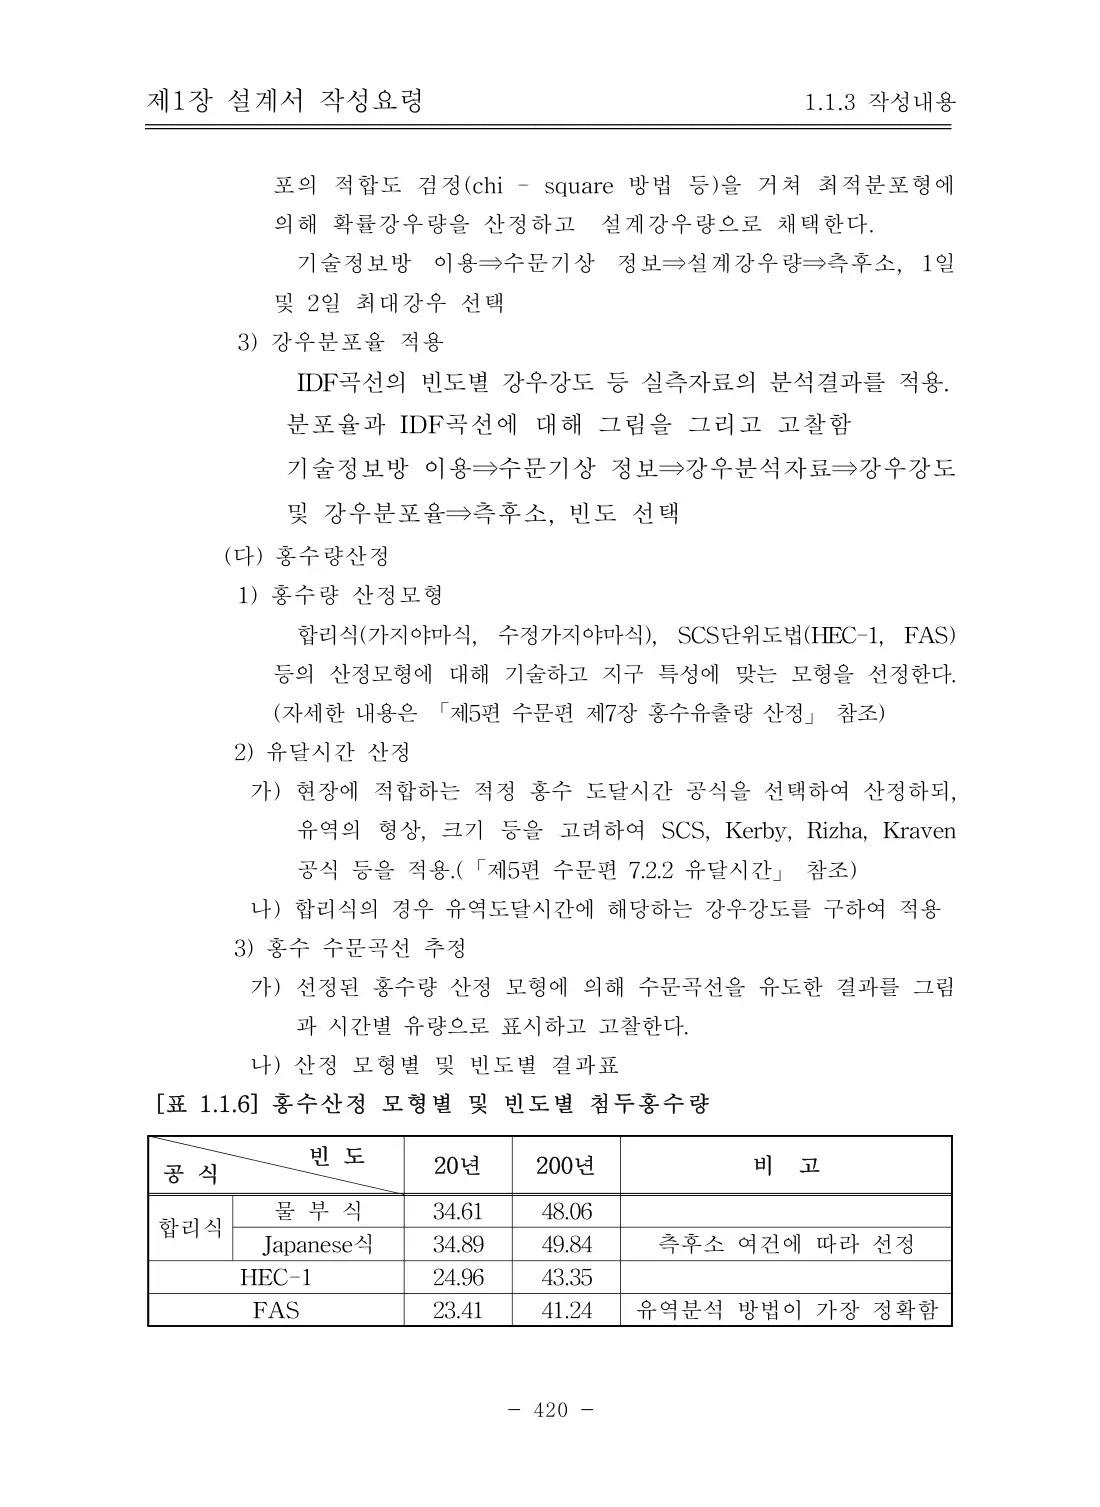 제1장 설계서 작성요령 1.1.3 작성내용
포의 적합도 검정(chi - square 방법 등)을 거쳐 최적분포형에
의해 확률강우량을 산정하고 설계강우량으로 채택한다.
기술정보방 이용⇒수문기상 정보⇒설계강우량⇒측후소, 1일
및 2일 최대강우 선택
3) 강우분포율 적용
IDF곡선의 빈도별 강우강도 등 실측자료의 분석결과를 적용.
분포율과 IDF곡선에 대해 그림을 그리고 고찰함
기술정보방 이용⇒수문기상 정보⇒강우분석자료⇒강우강도
및 강우분포율⇒측후소, 빈도 선택
(다) 홍수량산정
1) 홍수량 산정모형
합리식(가지야마식, 수정가지야마식), SCS단위도법(HEC-1, FAS)
등의 산정모형에 대해 기술하고 지구 특성에 맞는 모형을 선정한다.
(자세한 내용은 「제5편 수문편 제7장 홍수유출량 산정」 참조)
2) 유달시간 산정
가) 현장에 적합하는 적정 홍수 도달시간 공식을 선택하여 산정하되,
유역의 형상, 크기 등을 고려하여 SCS, Kerby, Rizha, Kraven
공식 등을 적용.(「제5편 수문편 7.2.2 유달시간」 참조)
나) 합리식의 경우 유역도달시간에 해당하는 강우강도를 구하여 적용
3) 홍수 수문곡선 추정
가) 선정된 홍수량 산정 모형에 의해 수문곡선을 유도한 결과를 그림
과 시간별 유량으로 표시하고 고찰한다.
나) 산정 모형별 및 빈도별 결과표
[표 1.1.6] 홍수산정 모형별 및 빈도별 첨두홍수량
공 식 빈 도 20년 200년 비 고
합리식 물 부 식 34.61 48.06
Japanese식 34.89 49.84 측후소 여건에 따라 선정
HEC-1 24.96 43.35
FAS 23.41 41.24 유역분석 방법이 가장 정확함
- 420 -